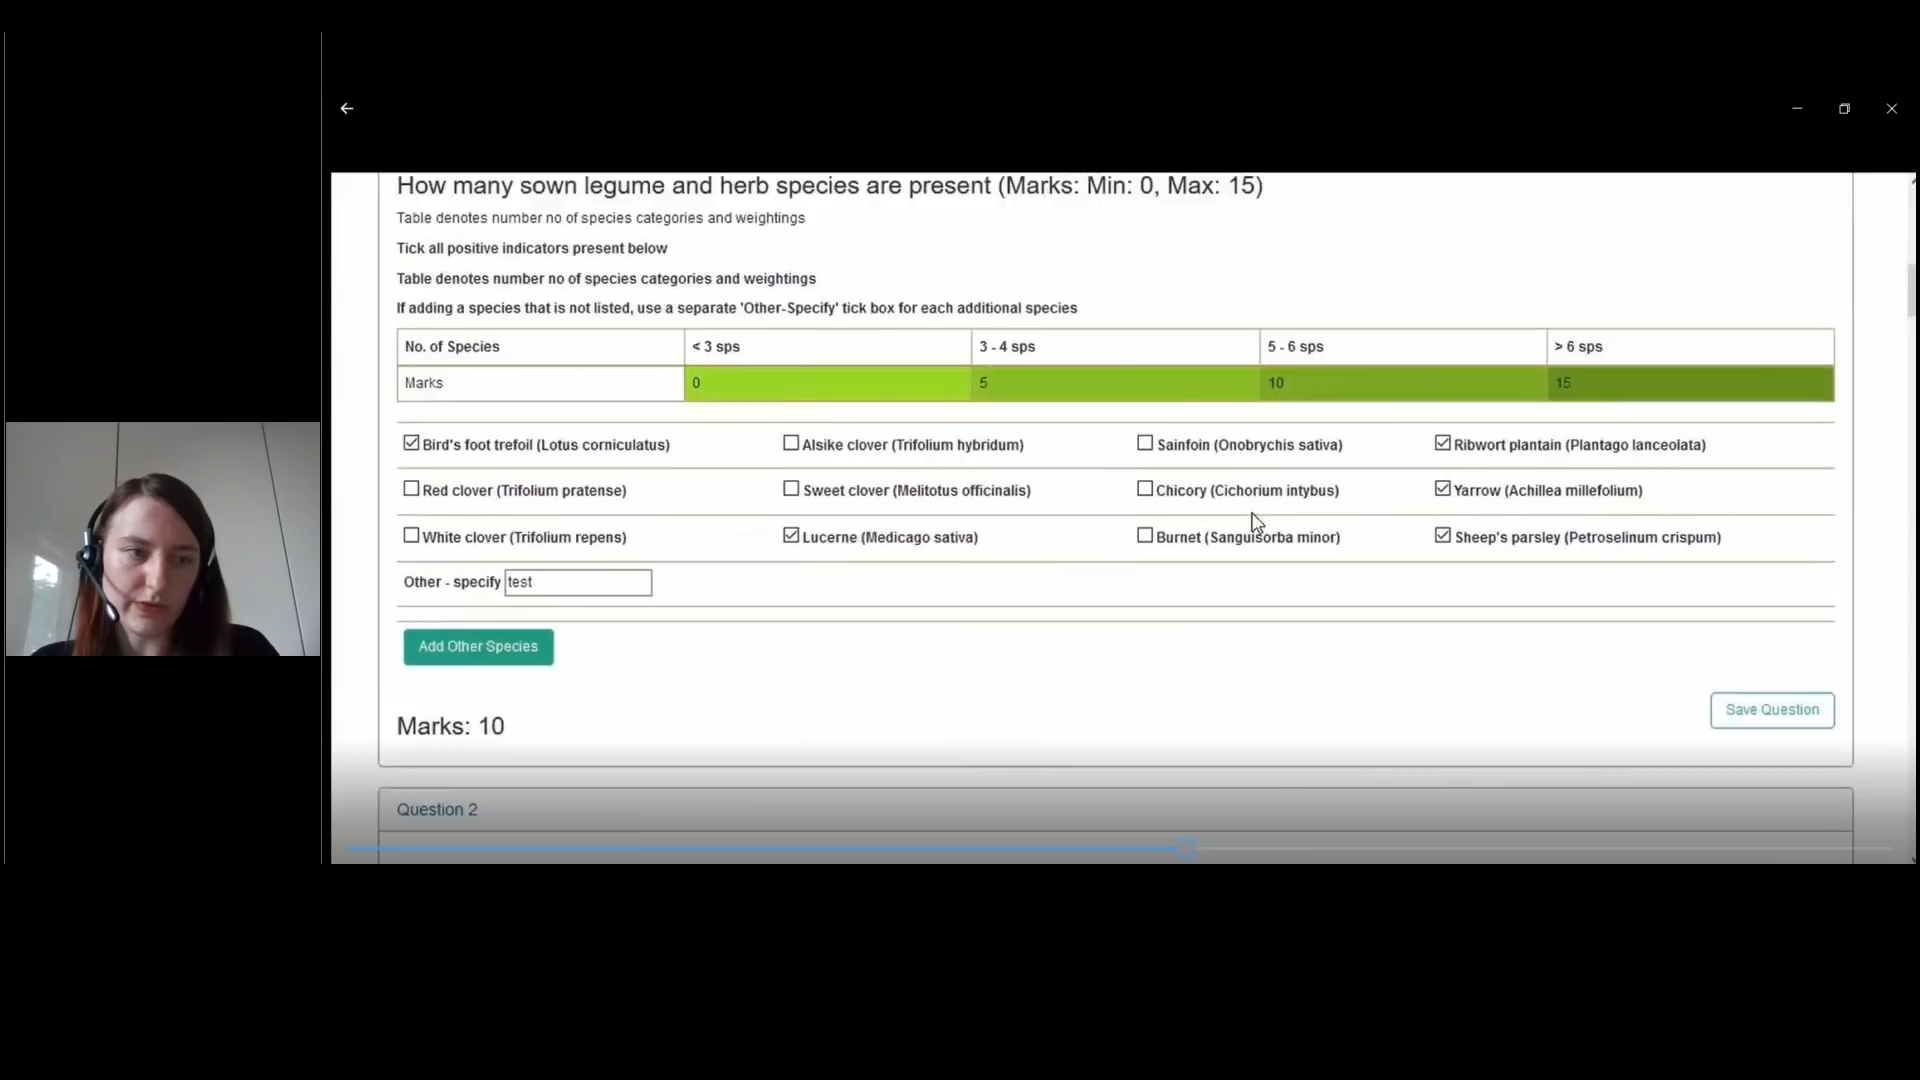 How many sown legume and herb species are present (Marks: Min: 0, Max: 15)
Table denotes number no of species categories and weightings
Tick all positive indicators present below
Table denotes number no of species categories and weightings
If adding a species that is not listed, use a separate 'Other-Specify' tick box for each additional species
No. of Species < 3 sps 3 - 4 sps 5 - 6 sps > 6 sps
Marks 0 5 10 15
Bird's foot trefoil (Lotus corniculatus) Alsike clover (Trifolium hybridum) Sainfoin (Onobrychis sativa) Ribwort plantain (Plantago lanceolata)
Red clover (Trifolium pratense) Sweet clover (Melitotus officinalis) Chicory (Cichorium intybus) Yarrow (Achillea millefolium)
White clover (Trifolium repens) Lucerne (Medicago sativa) Burnet (Sanguisorba minor) Sheep's parsley (Petroselinum crispum)
Other - specify test
Add Other Species
Save Question
Marks: 10
Question 2